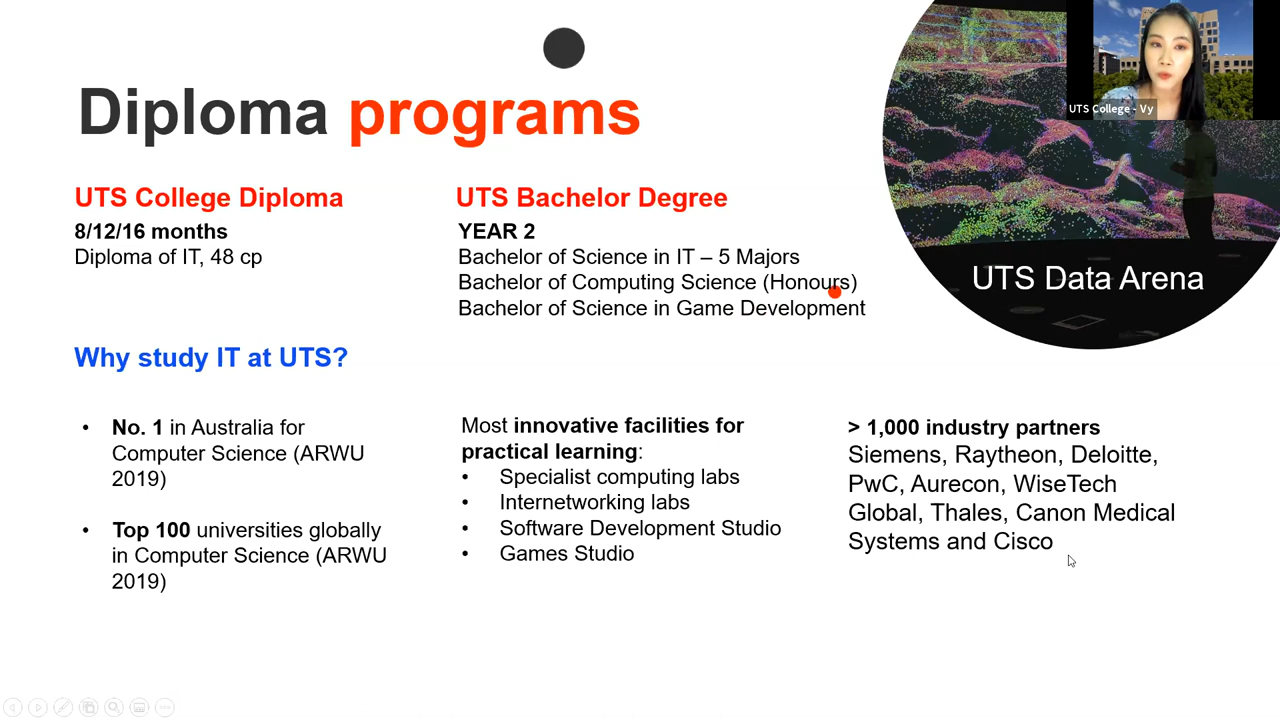 Diploma programs
UTS College - Vy
UTS Data Arena
UTS College Diploma
8/12/16 months
Diploma of IT, 48 cp
UTS Bachelor Degree
YEAR 2
Bachelor of Science in IT – 5 Majors
Bachelor of Computing Science (Honours)
Bachelor of Science in Game Development
Why study IT at UTS?
• No. 1 in Australia for
Computer Science (ARWU
2019)
• Top 100 universities globally
in Computer Science (ARWU
2019)
Most innovative facilities for
practical learning:
• Specialist computing labs
• Internetworking labs
• Software Development Studio
• Games Studio
> 1,000 industry partners
Siemens, Raytheon, Deloitte,
PwC, Aurecon, WiseTech
Global, Thales, Canon Medical
Systems and Cisco